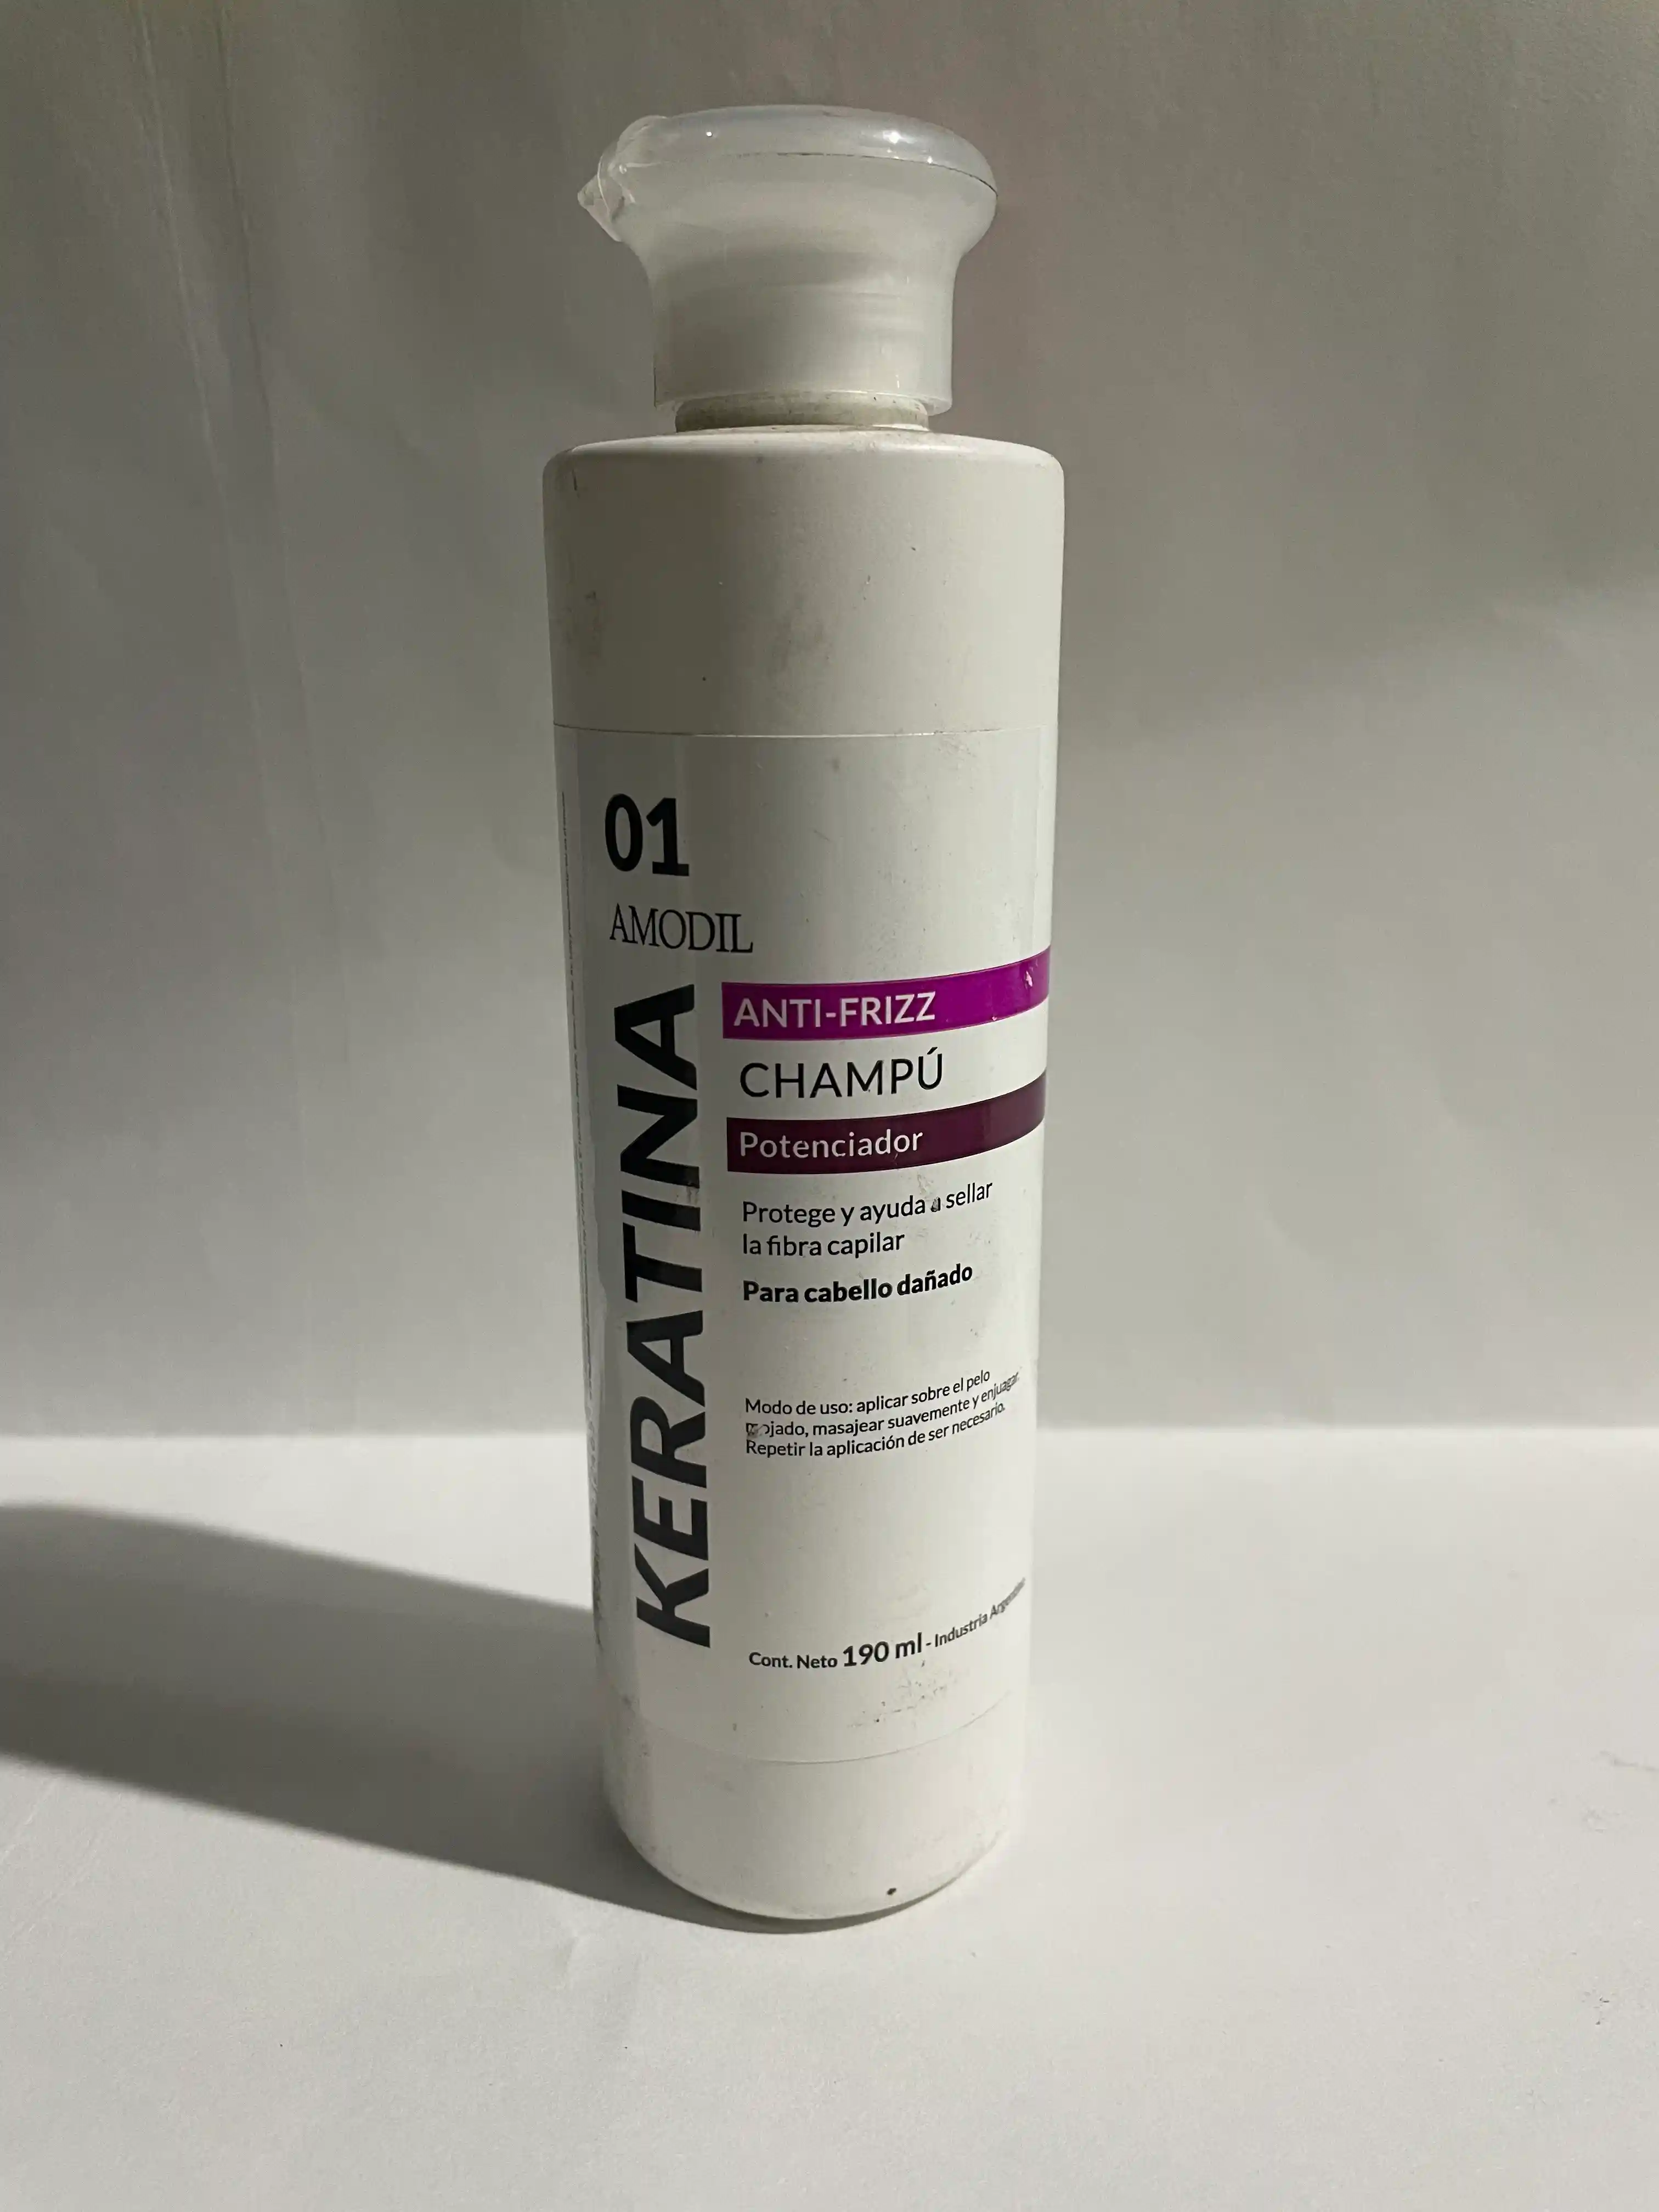 01
AMODIL
KERATINA
ANTI-FRIZZ
CHAMPÚ
Potenciador
Protege y ayuda a sellar
la fibra capilar
Para cabello dañado
Modo de uso: aplicar sobre el pelo
mojado, masajear suavemente y enjuagar.
Repetir la aplicación de ser necesario.
Cont. Neto 190 ml - Industria Argentina